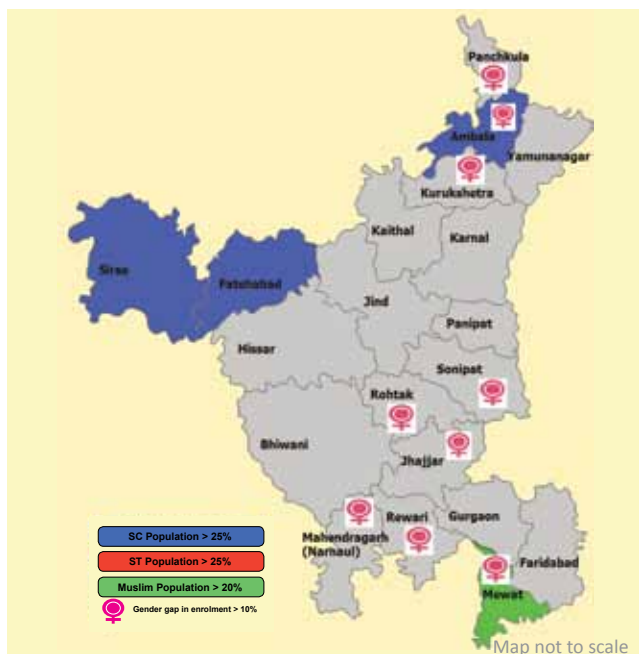 Panchkula
Ambala
Yamunanagar
Kurukshetra
Kaithal
Karnal
Sirsa
Fatehabad
Jind
Panipat
Hissar
Sonipat
Rohtak
Bhiwani
Jhajjar
Mahendragarh
(Narnaul)
Rewari
Gurgaon
Faridabad
Mewat
SC Population > 25%
ST Population > 25%
Muslim Population > 20%
Gender gap in enrolment > 10%
Map not to scale